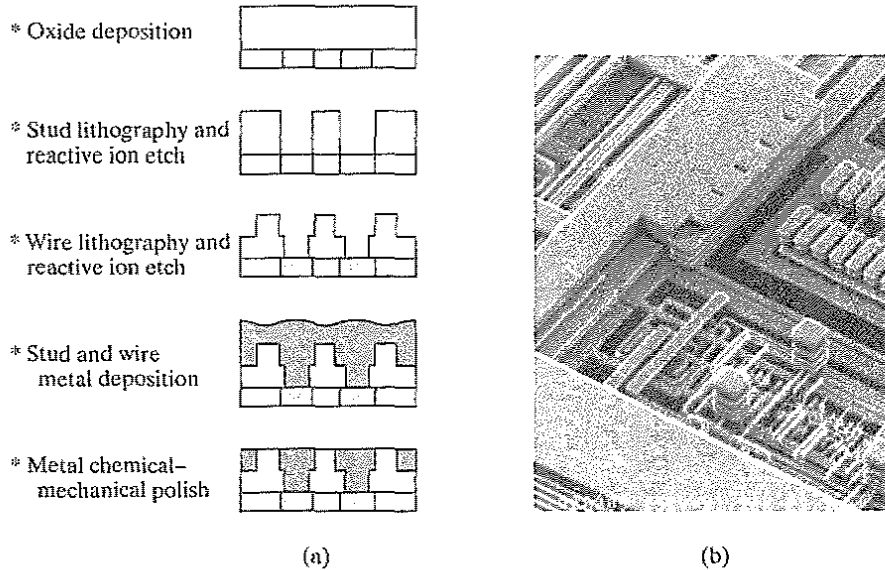 * Oxide deposition
* Stud lithography and
reactive ion etch
* Wire lithography and
reactive ion etch
* Stud and wire
metal deposition
* Metal chemical–
mechanical polish
(a)
(b)